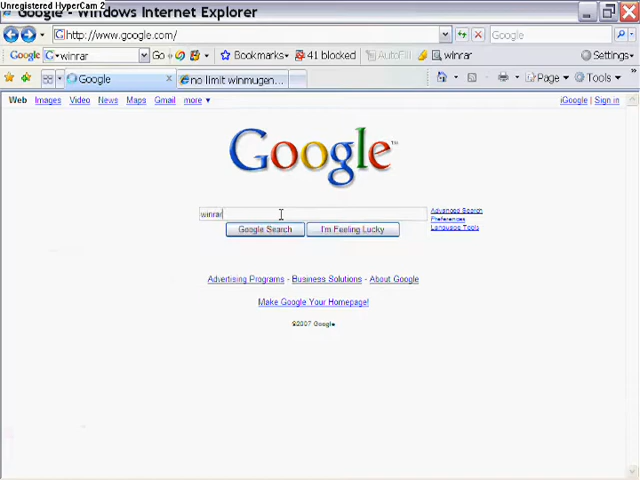 Unregistered HyperCam 2
Google - Windows Internet Explorer
http://www.google.com/
Google
Google
winrar
Go
Bookmarks
41 blocked
AutoFill
winrar
Settings
Google
no limit winmugen...
Page
Tools
Web Images Video News Maps Gmail more ▼
iGoogle | Sign in
Google™
winrar
Advanced Search
Preferences
Language Tools
Google Search
I'm Feeling Lucky
Advertising Programs - Business Solutions - About Google
Make Google Your Homepage!
©2007 Google